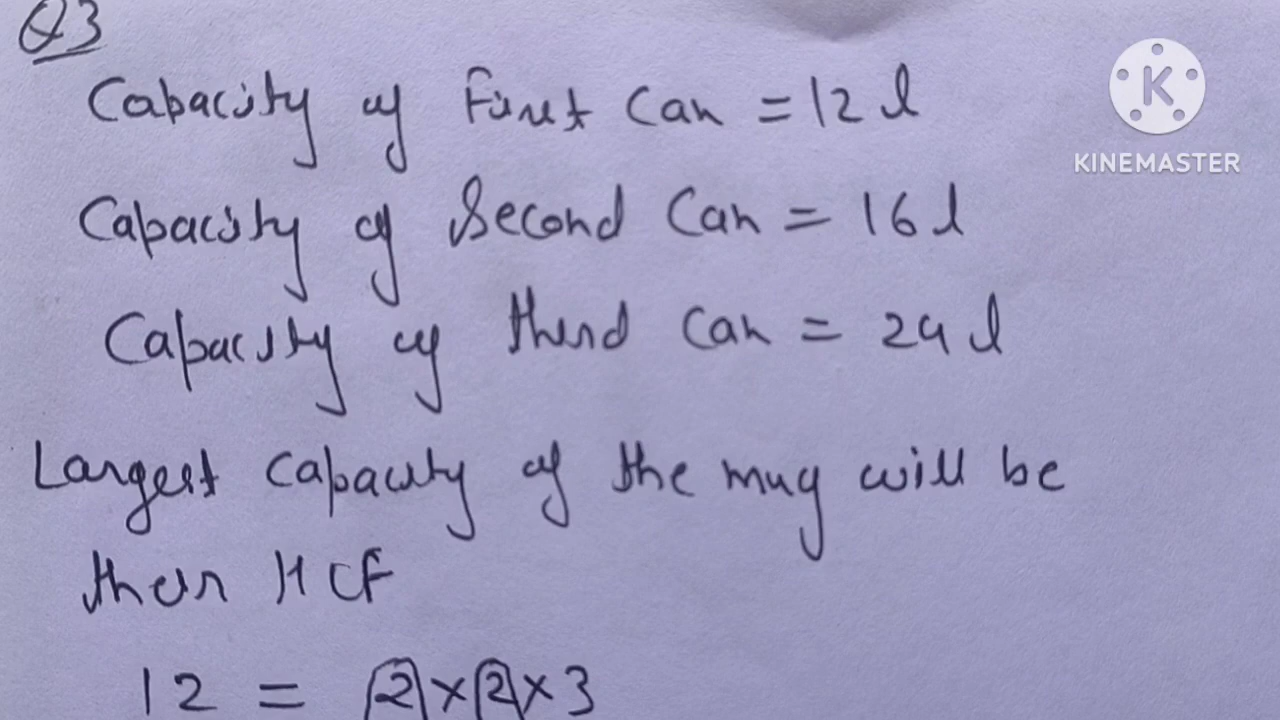 Q3
Capacity of First Can = 12 l
KINEMASTER
Capacity of Second Can = 16 l
Capacity of third Can = 24 l
Largest capacity of the mug will be
their HCF
12 = 2 × 2 × 3